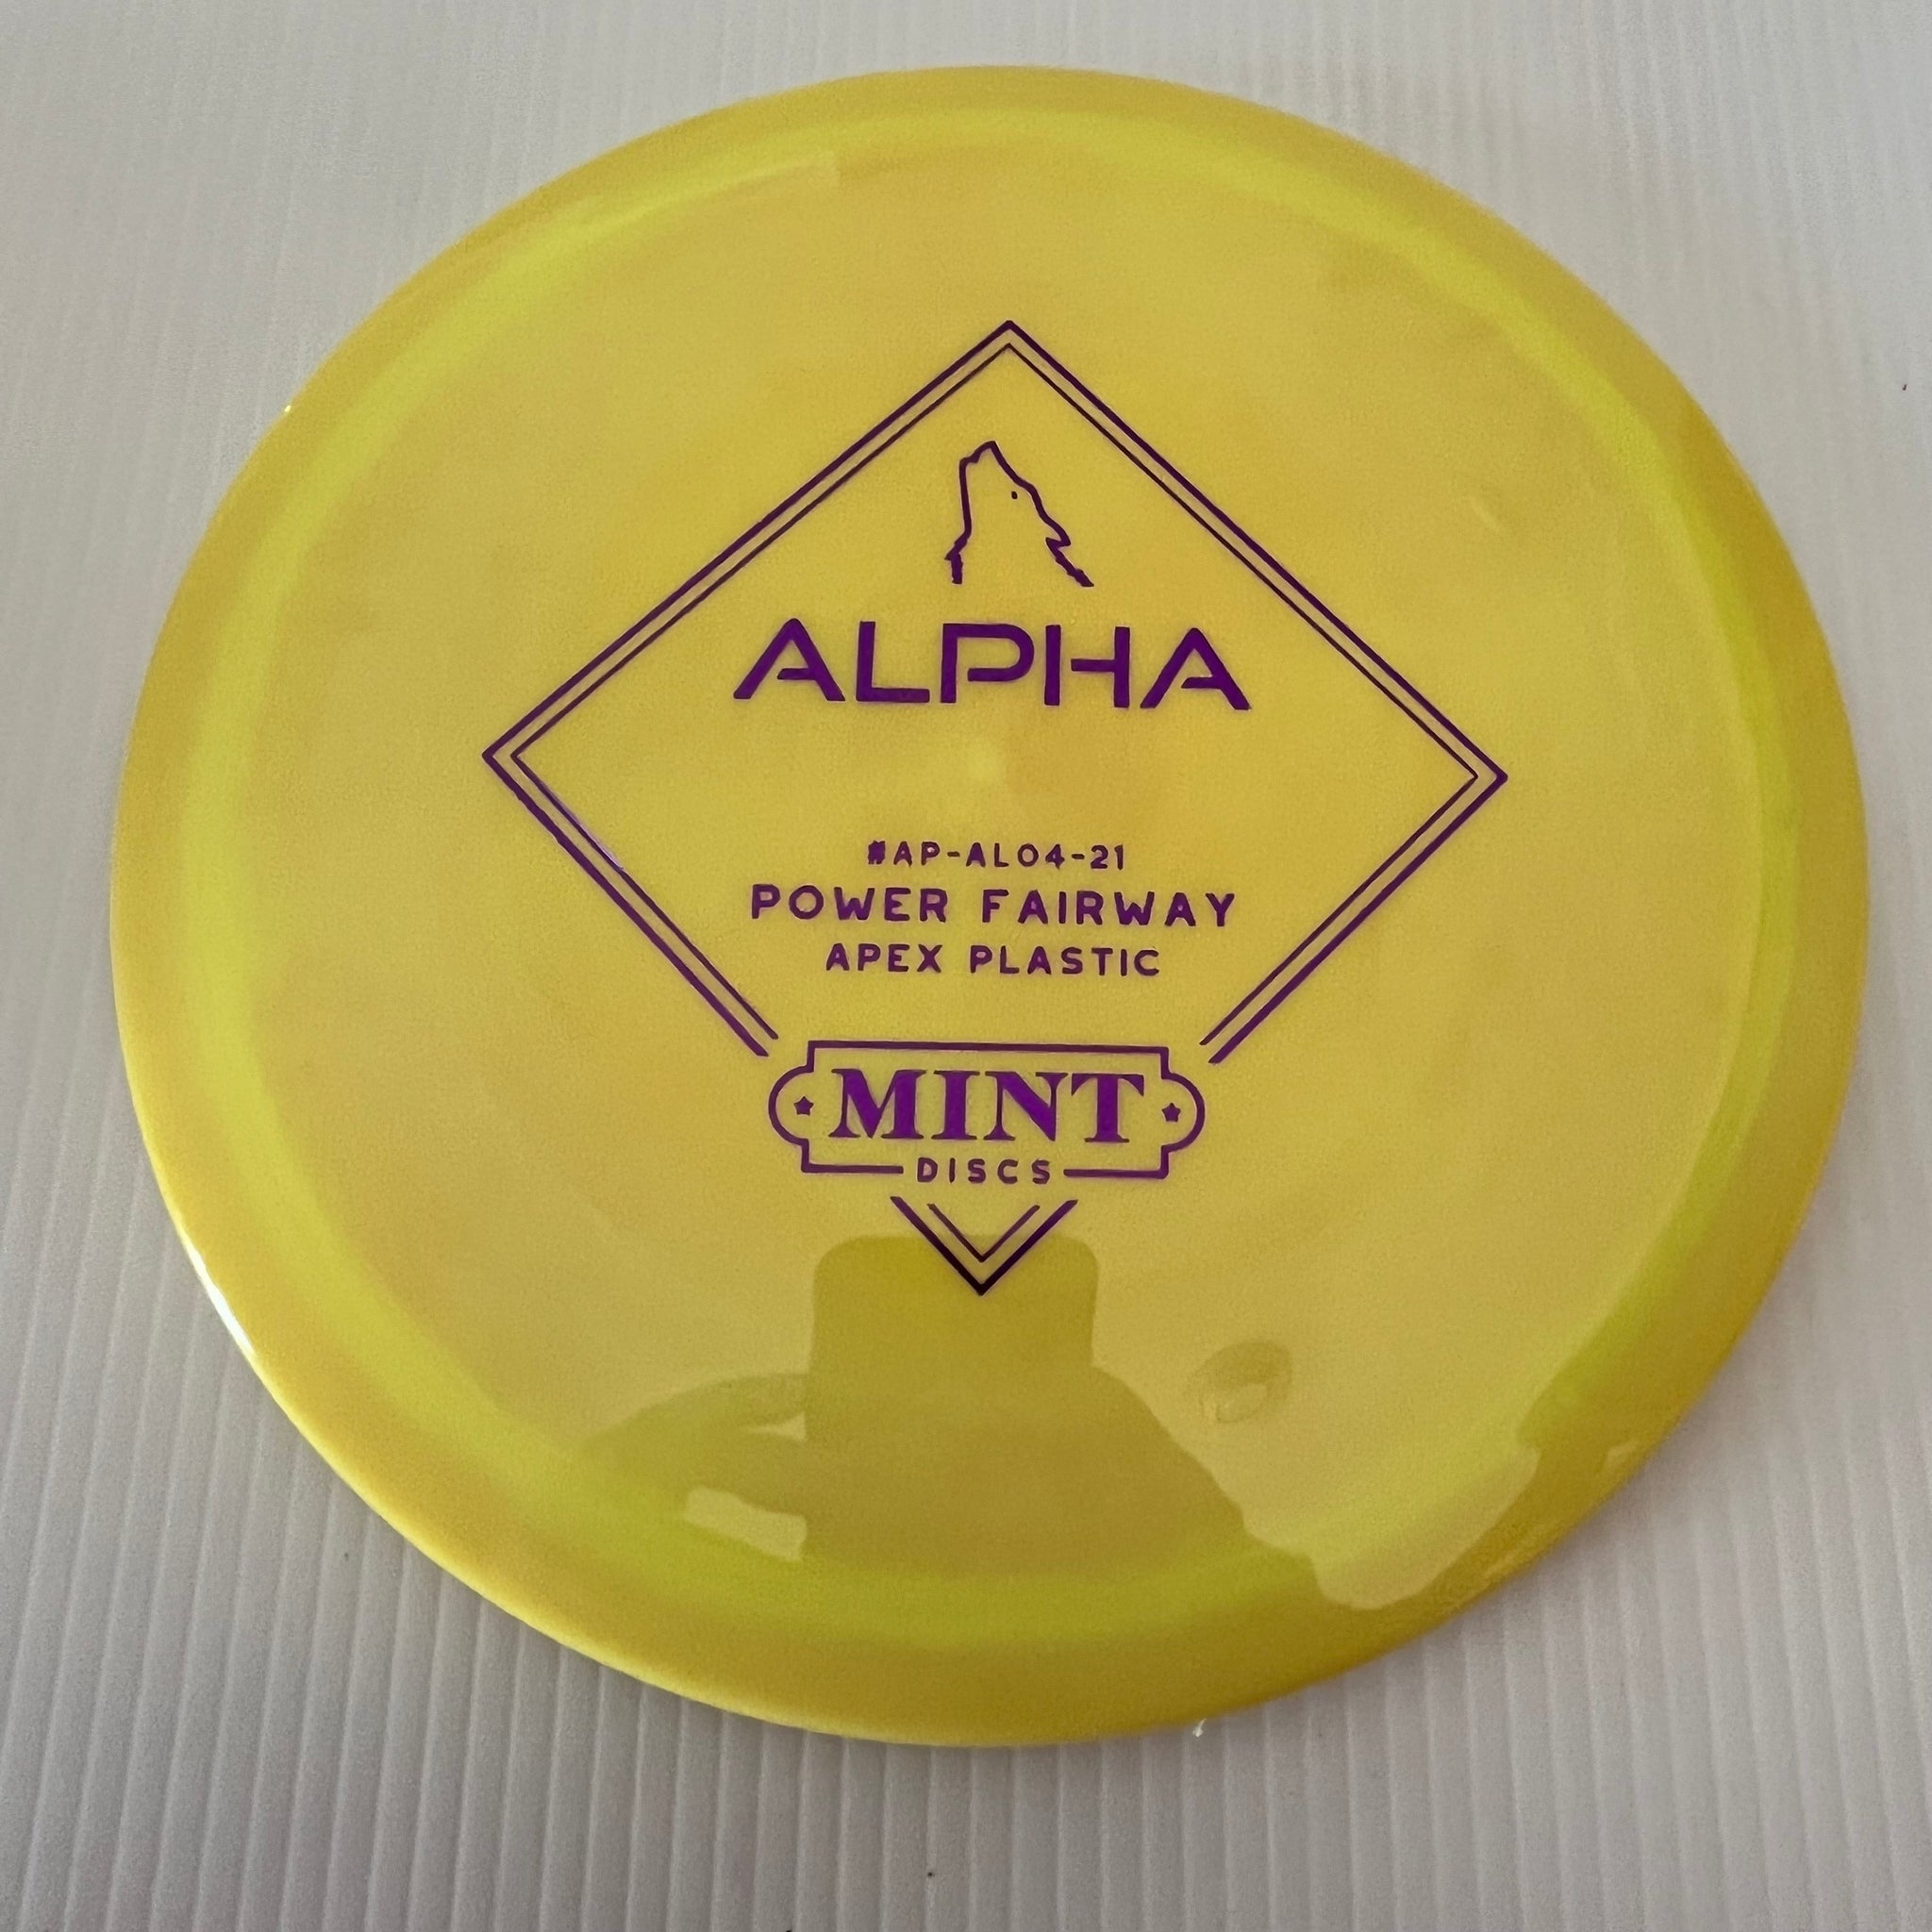 ALPHA
#AP-AL04-21
POWER FAIRWAY
APEX PLASTIC
MINT
DISCS